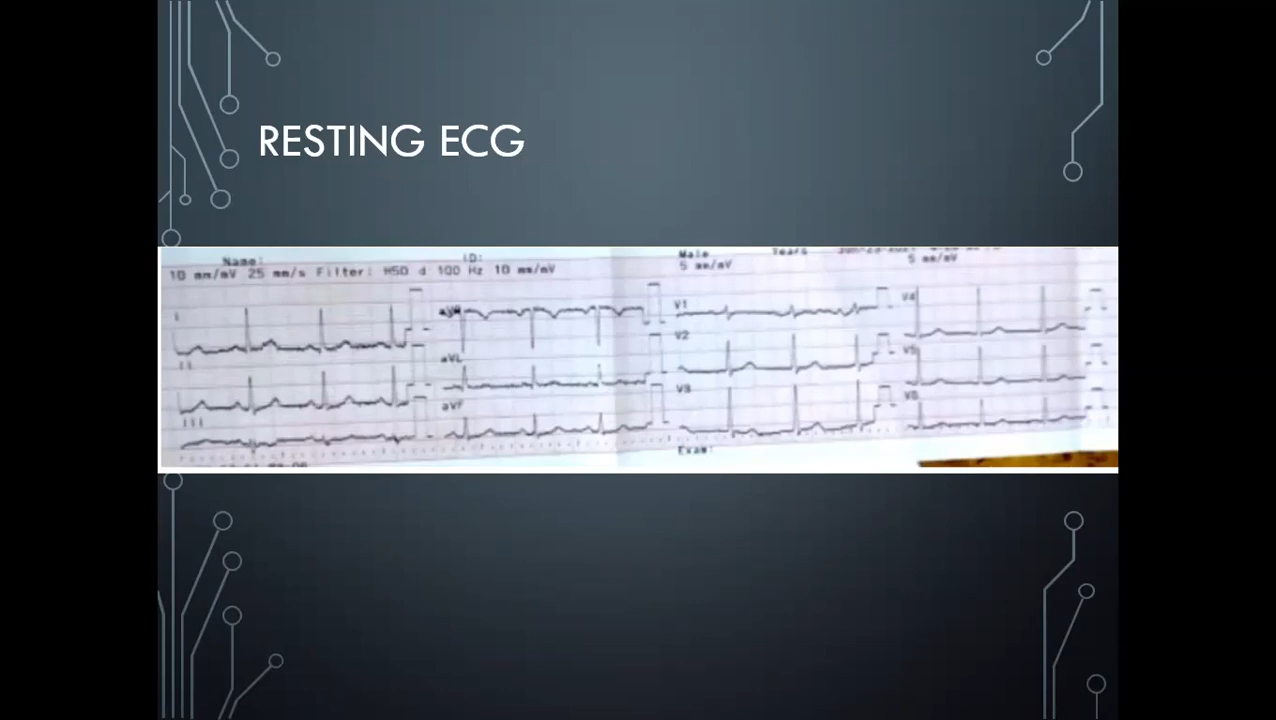 RESTING ECG
Name: ID: Male Years
10 mm/mV 25 mm/s Filter: H50 d 100 Hz 10 mm/mV 5 mm/mV 5 mm/mV
I aVR V1 V4
II aVL V2 V5
III aVF V3 V6
Exam: